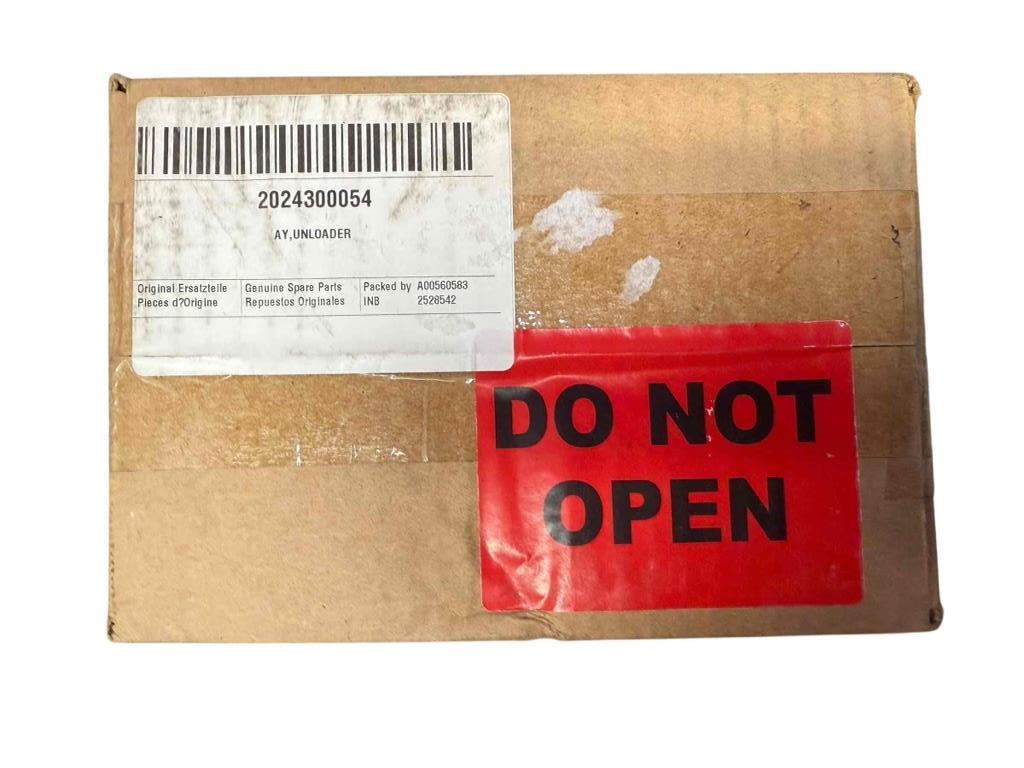 2024300054
AY,UNLOADER
Original Ersatzteile Genuine Spare Parts Packed by A00560583
Pieces d?Origine Repuestos Originales INB 2528542
DO NOT
OPEN